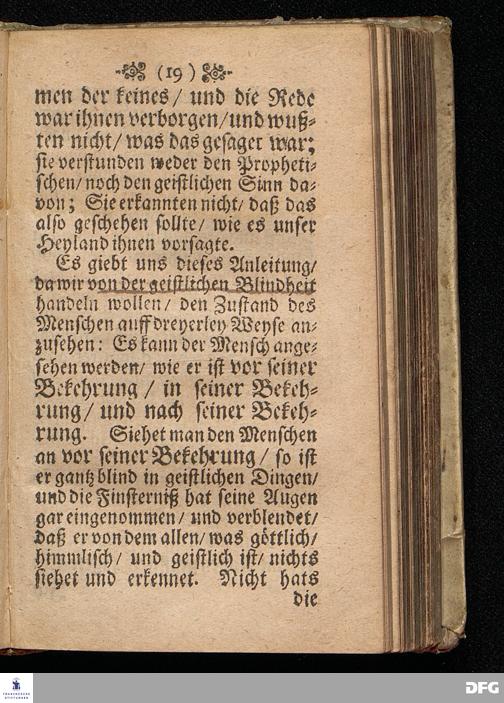 (19)
men der keines/ und die Rede
war ihnen verborgen/ und wuß-
ten nicht/ was das gesaget war;
sie verstunden weder den Propheti-
schen/ noch den geistlichen Sinn da-
von; Sie erkannten nicht/ daß das
also geschehen sollte/ wie es unser
Heyland ihnen vorsagte.
Es giebt uns dieses Anleitung/
da wir von der geistlichen Blindheit
handeln wollen/ den Zustand des
Menschen auff dreyerley Weyse an-
zusehen: Es kann der Mensch ange-
sehen werden/ wie er ist vor seiner
Bekehrung/ in seiner Bekeh-
rung/ und nach seiner Bekeh-
rung. Siehet man den Menschen
an vor seiner Bekehrung/ so ist
er gantz blind in geistlichen Dingen/
und die Finsterniß hat seine Augen
gar eingenommen/ und verblendet/
daß er von dem allen/ was göttlich/
himmlisch/ und geistlich ist/ nichts
siehet und erkennet. Nicht hats
die
FRANCKESCHE
STIFTUNGEN
DFG